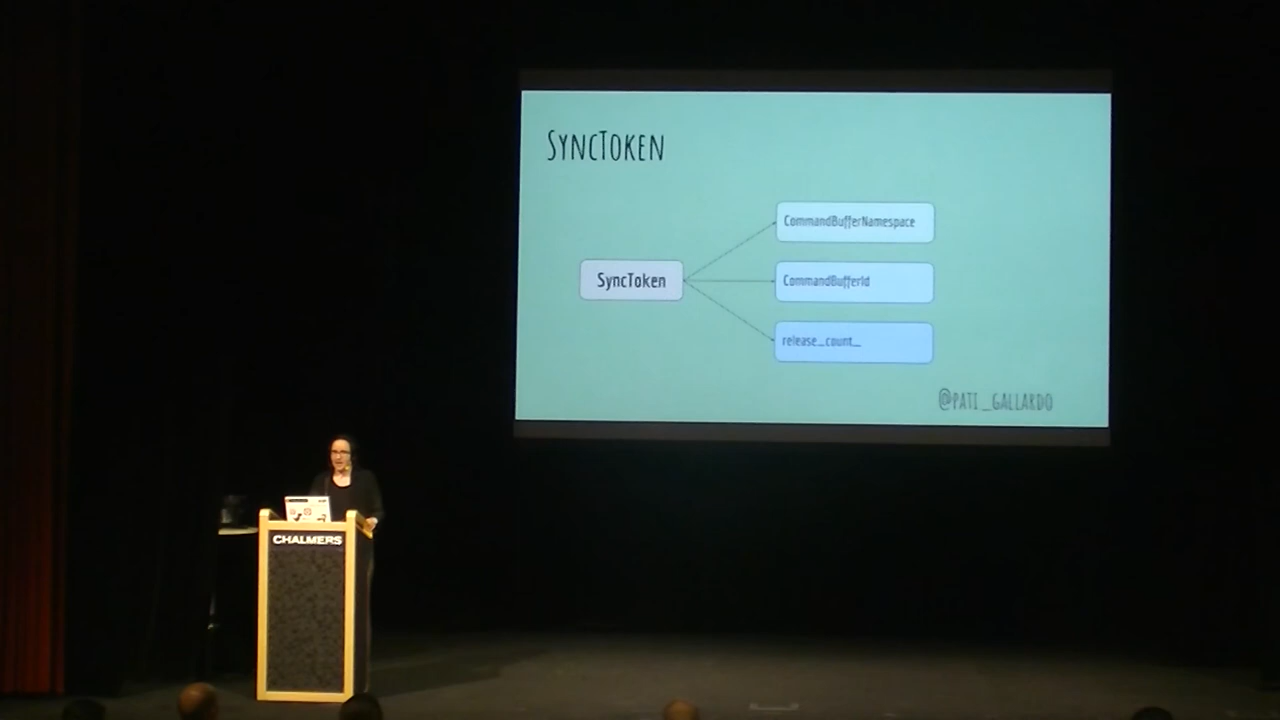 SyncToken
CommandBufferNamespace
SyncToken
CommandBufferId
release_count_
@pati_gallardo
CHALMERS